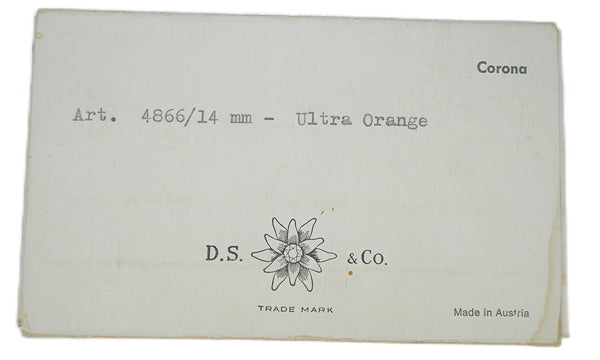 Corona
Art. 4866/14 mm - Ultra Orange
D.S. & Co.
TRADE MARK
Made in Austria